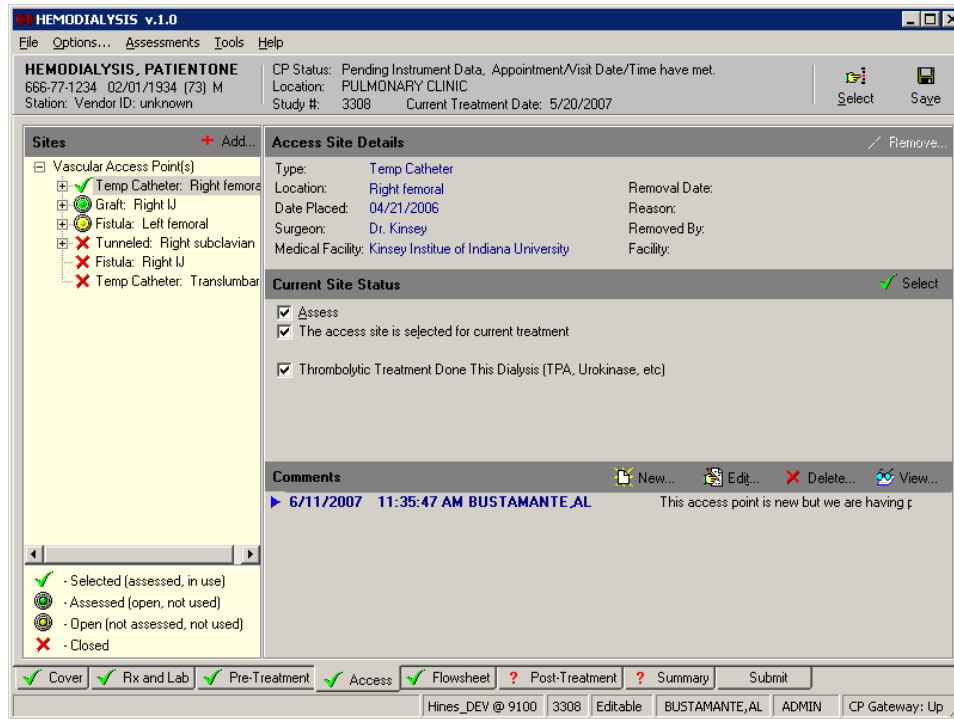 HEMODIALYSIS v.1.0
File Options... Assessments Tools Help
HEMODIALYSIS, PATIENTONE
666-77-1234 02/01/1934 (73) M
Station: Vendor ID: unknown
CP Status: Pending Instrument Data, Appointment/Visit Date/Time have met.
Location: PULMONARY CLINIC
Study #: 3308 Current Treatment Date: 5/20/2007
Select Save
Sites Add...
Vascular Access Point(s)
Temp Catheter: Right femora
Graft: Right IJ
Fistula: Left femoral
Tunneled: Right subclavian
Fistula: Right IJ
Temp Catheter: Translumbar
- Selected (assessed, in use)
- Assessed (open, not used)
- Open (not assessed, not used)
- Closed
Access Site Details Remove...
Type: Temp Catheter
Location: Right femoral Removal Date:
Date Placed: 04/21/2006 Reason:
Surgeon: Dr. Kinsey Removed By:
Medical Facility: Kinsey Institue of Indiana University Facility:
Current Site Status Select
Assess
The access site is selected for current treatment
Thrombolytic Treatment Done This Dialysis (TPA, Urokinase, etc)
Comments New... Edit... Delete... View...
6/11/2007 11:35:47 AM BUSTAMANTE,AL This access point is new but we are having p
Cover Rx and Lab Pre-Treatment Access Flowsheet ? Post-Treatment ? Summary Submit
Hines_DEV @ 9100 3308 Editable BUSTAMANTE,AL ADMIN CP Gateway: Up